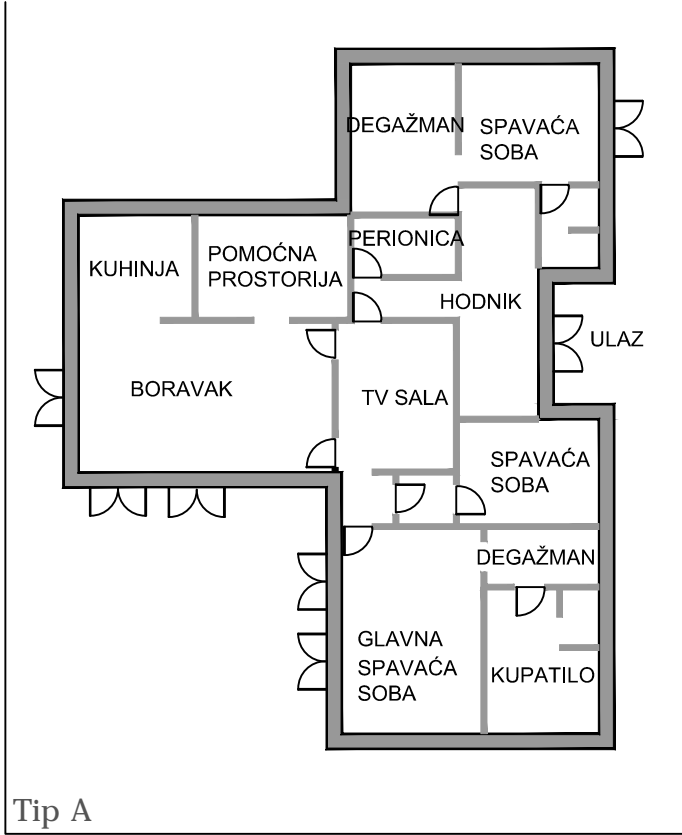 DEGAŽMAN
SPAVAĆA
SOBA
PERIONICA
KUHINJA
POMOĆNA
PROSTORIJA
HODNIK
ULAZ
BORAVAK
TV SALA
SPAVAĆA
SOBA
DEGAŽMAN
GLAVNA
SPAVAĆA
SOBA
KUPATILO
Tip A